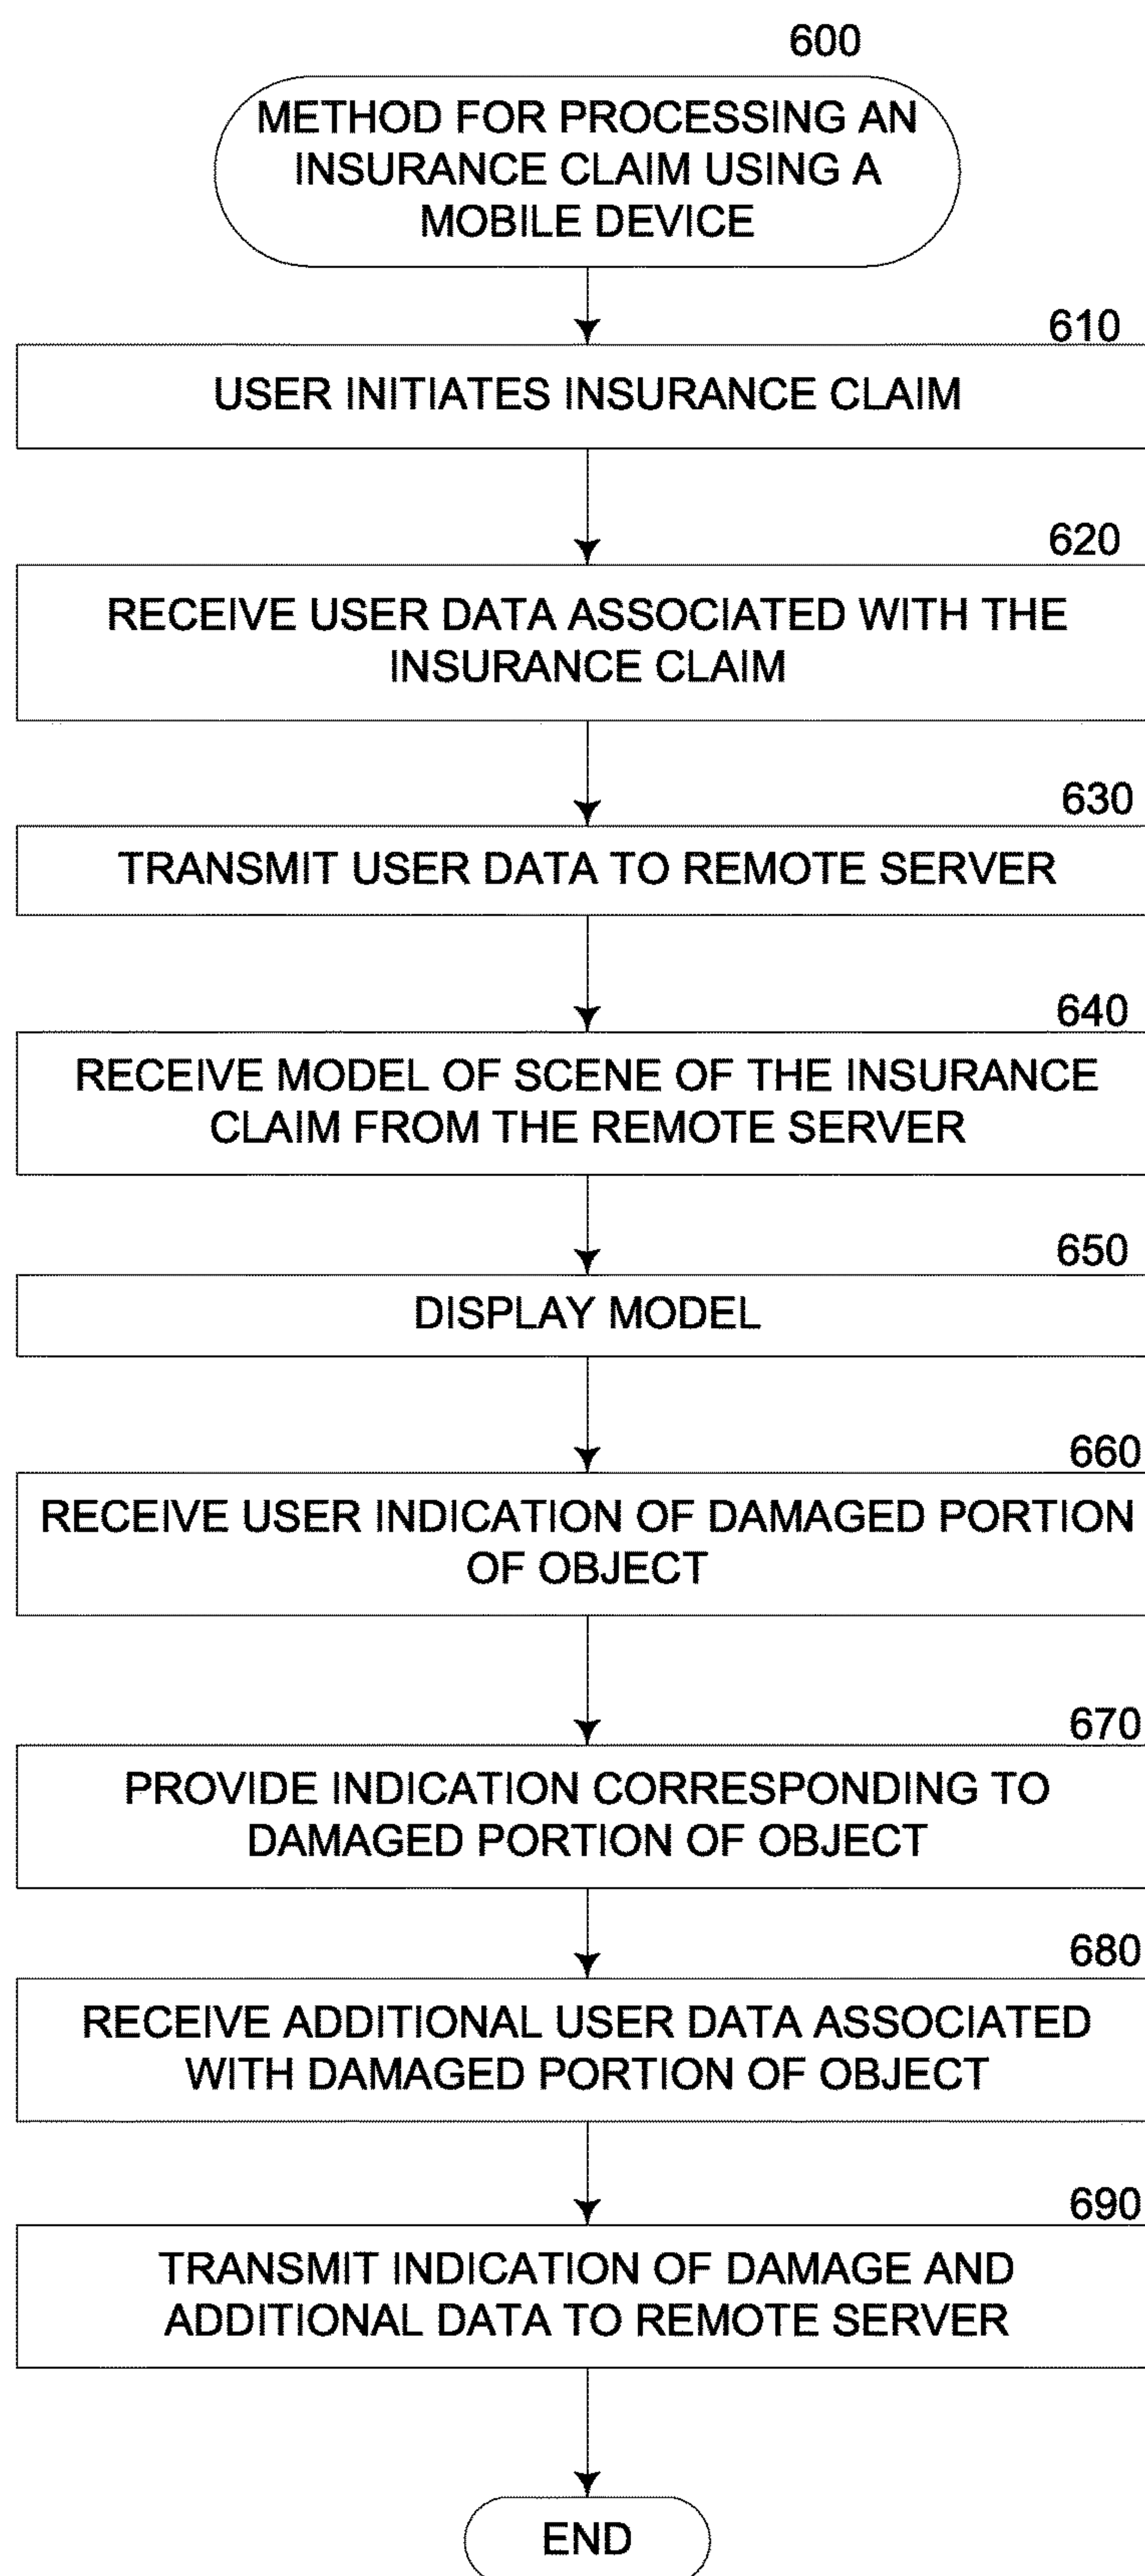 600
METHOD FOR PROCESSING AN
INSURANCE CLAIM USING A
MOBILE DEVICE
610
USER INITIATES INSURANCE CLAIM
620
RECEIVE USER DATA ASSOCIATED WITH THE
INSURANCE CLAIM
630
TRANSMIT USER DATA TO REMOTE SERVER
640
RECEIVE MODEL OF SCENE OF THE INSURANCE
CLAIM FROM THE REMOTE SERVER
650
DISPLAY MODEL
660
RECEIVE USER INDICATION OF DAMAGED PORTION
OF OBJECT
670
PROVIDE INDICATION CORRESPONDING TO
DAMAGED PORTION OF OBJECT
680
RECEIVE ADDITIONAL USER DATA ASSOCIATED
WITH DAMAGED PORTION OF OBJECT
690
TRANSMIT INDICATION OF DAMAGE AND
ADDITIONAL DATA TO REMOTE SERVER
END